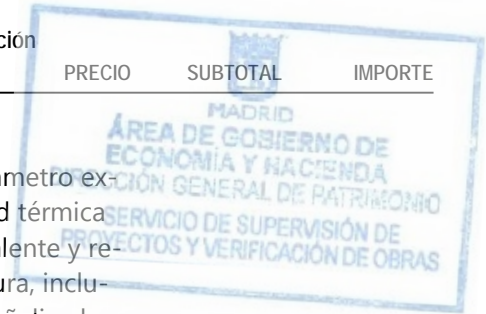 ción
PRECIO SUBTOTAL IMPORTE
MADRID
ÁREA DE GOBIERNO DE
ECONOMÍA Y HACIENDA
DIRECCIÓN GENERAL DE PATRIMONIO
SERVICIO DE SUPERVISIÓN DE
PROYECTOS Y VERIFICACIÓN DE OBRAS
metro ex-
d térmica
lente y re-
ura, inclu-